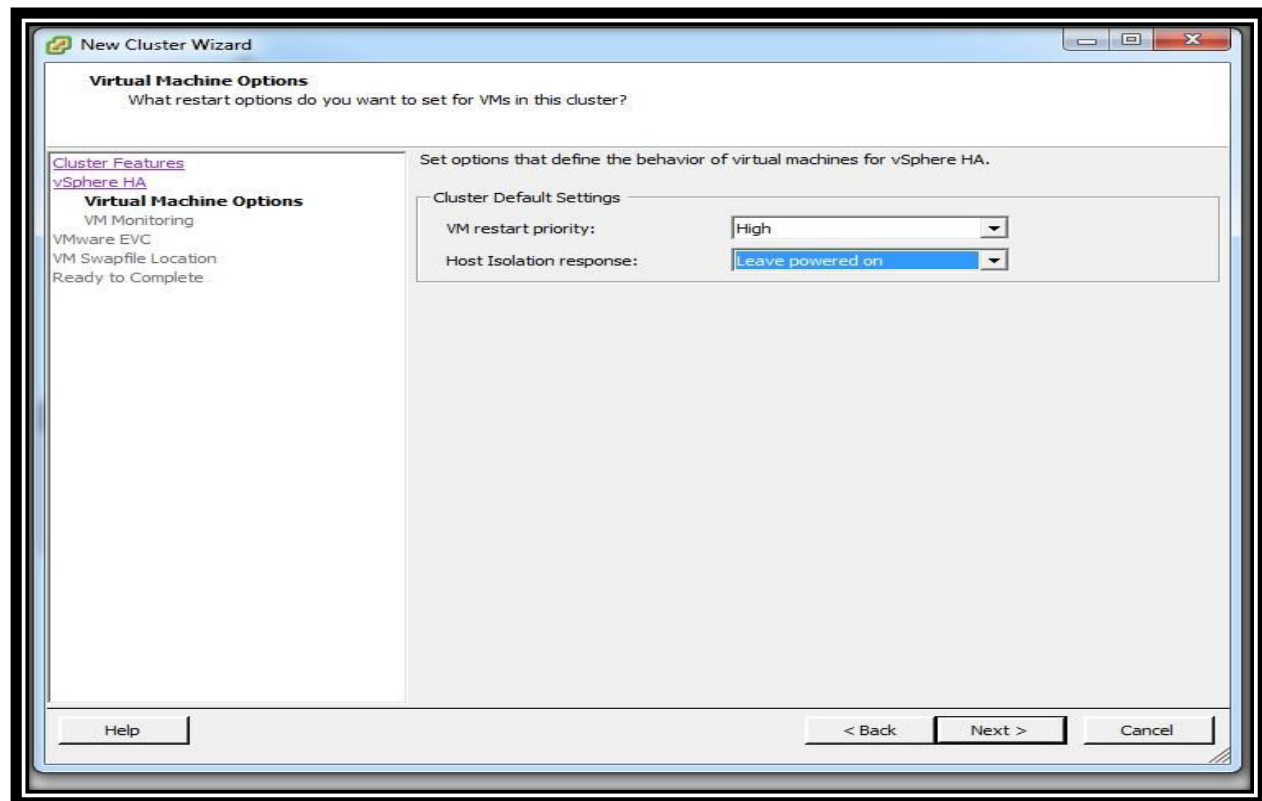 New Cluster Wizard
Virtual Machine Options
What restart options do you want to set for VMs in this cluster?
Cluster Features
vSphere HA
Virtual Machine Options
VM Monitoring
VMware EVC
VM Swapfile Location
Ready to Complete
Set options that define the behavior of virtual machines for vSphere HA.
Cluster Default Settings
VM restart priority: High
Host Isolation response: Leave powered on
Help < Back Next > Cancel